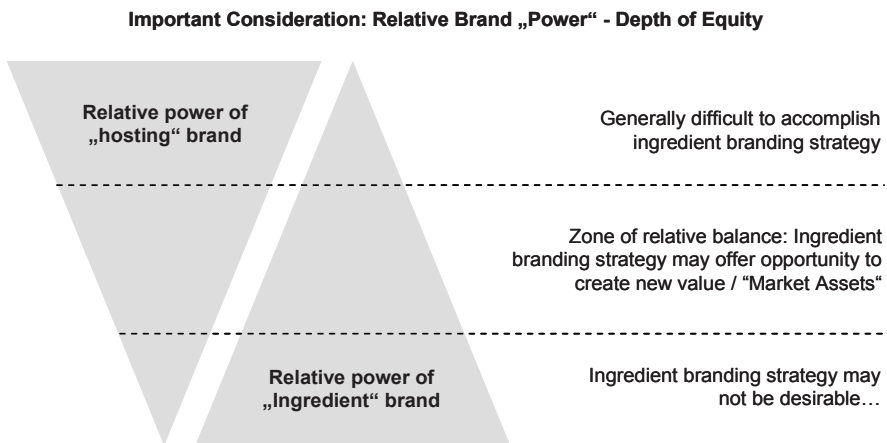 Important Consideration: Relative Brand „Power“ - Depth of Equity
Relative power of
„hosting“ brand
Generally difficult to accomplish
ingredient branding strategy
Zone of relative balance: Ingredient
branding strategy may offer opportunity to
create new value / “Market Assets“
Relative power of
„Ingredient“ brand
Ingredient branding strategy may
not be desirable…